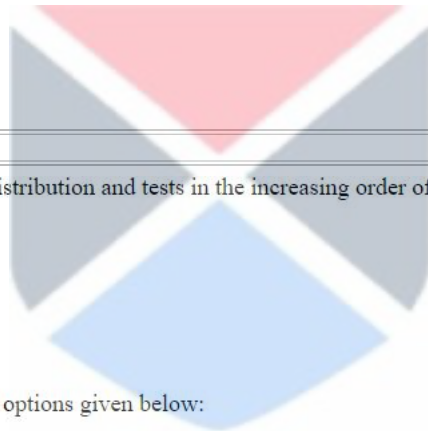 istribution and tests in the increasing order of
options given below: